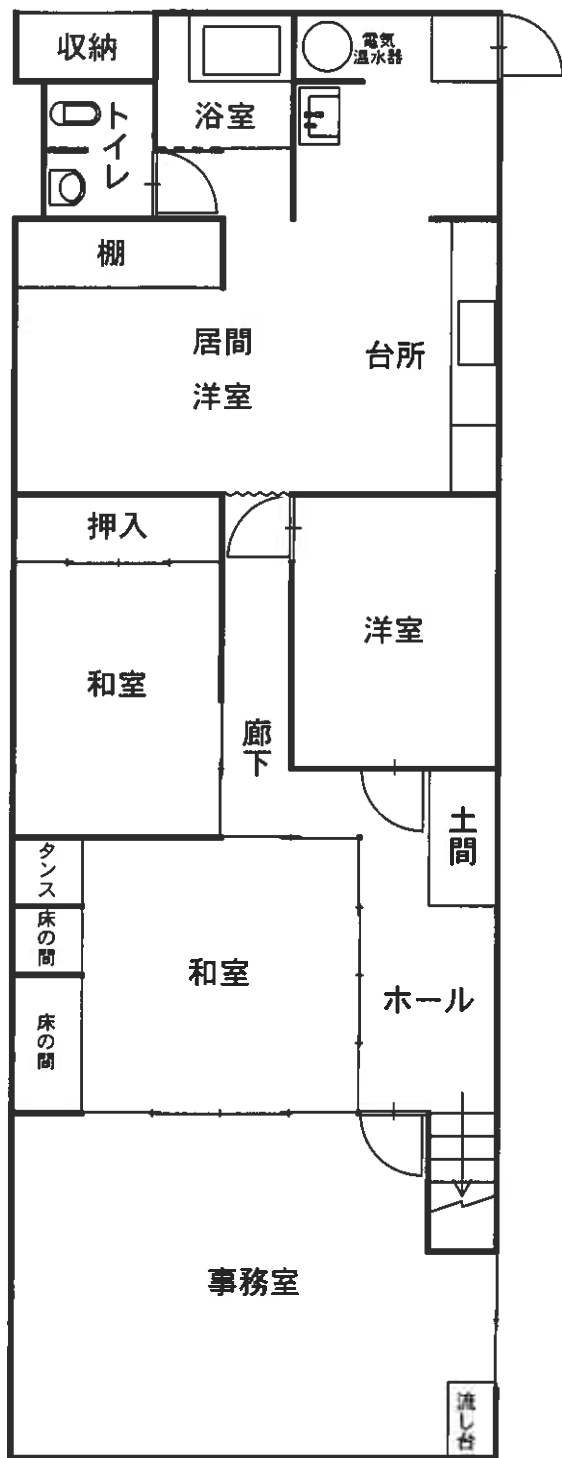 収納
電気
温水器
浴室
トイレ
棚
居間
洋室
台所
押入
洋室
和室
廊下
土間
タンス
床の間
和室
ホール
床の間
事務室
流し台